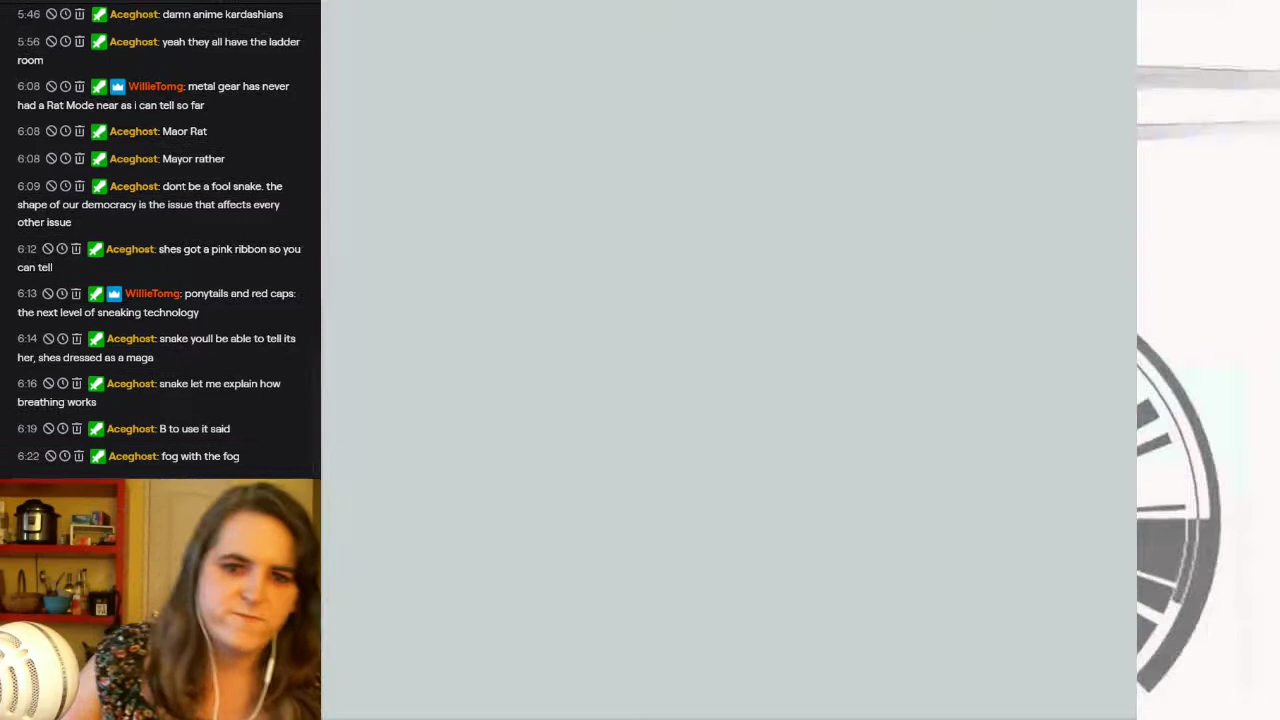 5:46 Aceghost: damn anime kardashians
5:56 Aceghost: yeah they all have the ladder
room
6:08 WillieTomg: metal gear has never
had a Rat Mode near as i can tell so far
6:08 Aceghost: Maor Rat
6:08 Aceghost: Mayor rather
6:09 Aceghost: dont be a fool snake. the
shape of our democracy is the issue that affects every
other issue
6:12 Aceghost: shes got a pink ribbon so you
can tell
6:13 WillieTomg: ponytails and red caps:
the next level of sneaking technology
6:14 Aceghost: snake youll be able to tell its
her, shes dressed as a maga
6:16 Aceghost: snake let me explain how
breathing works
6:19 Aceghost: B to use it said
6:22 Aceghost: fog with the fog